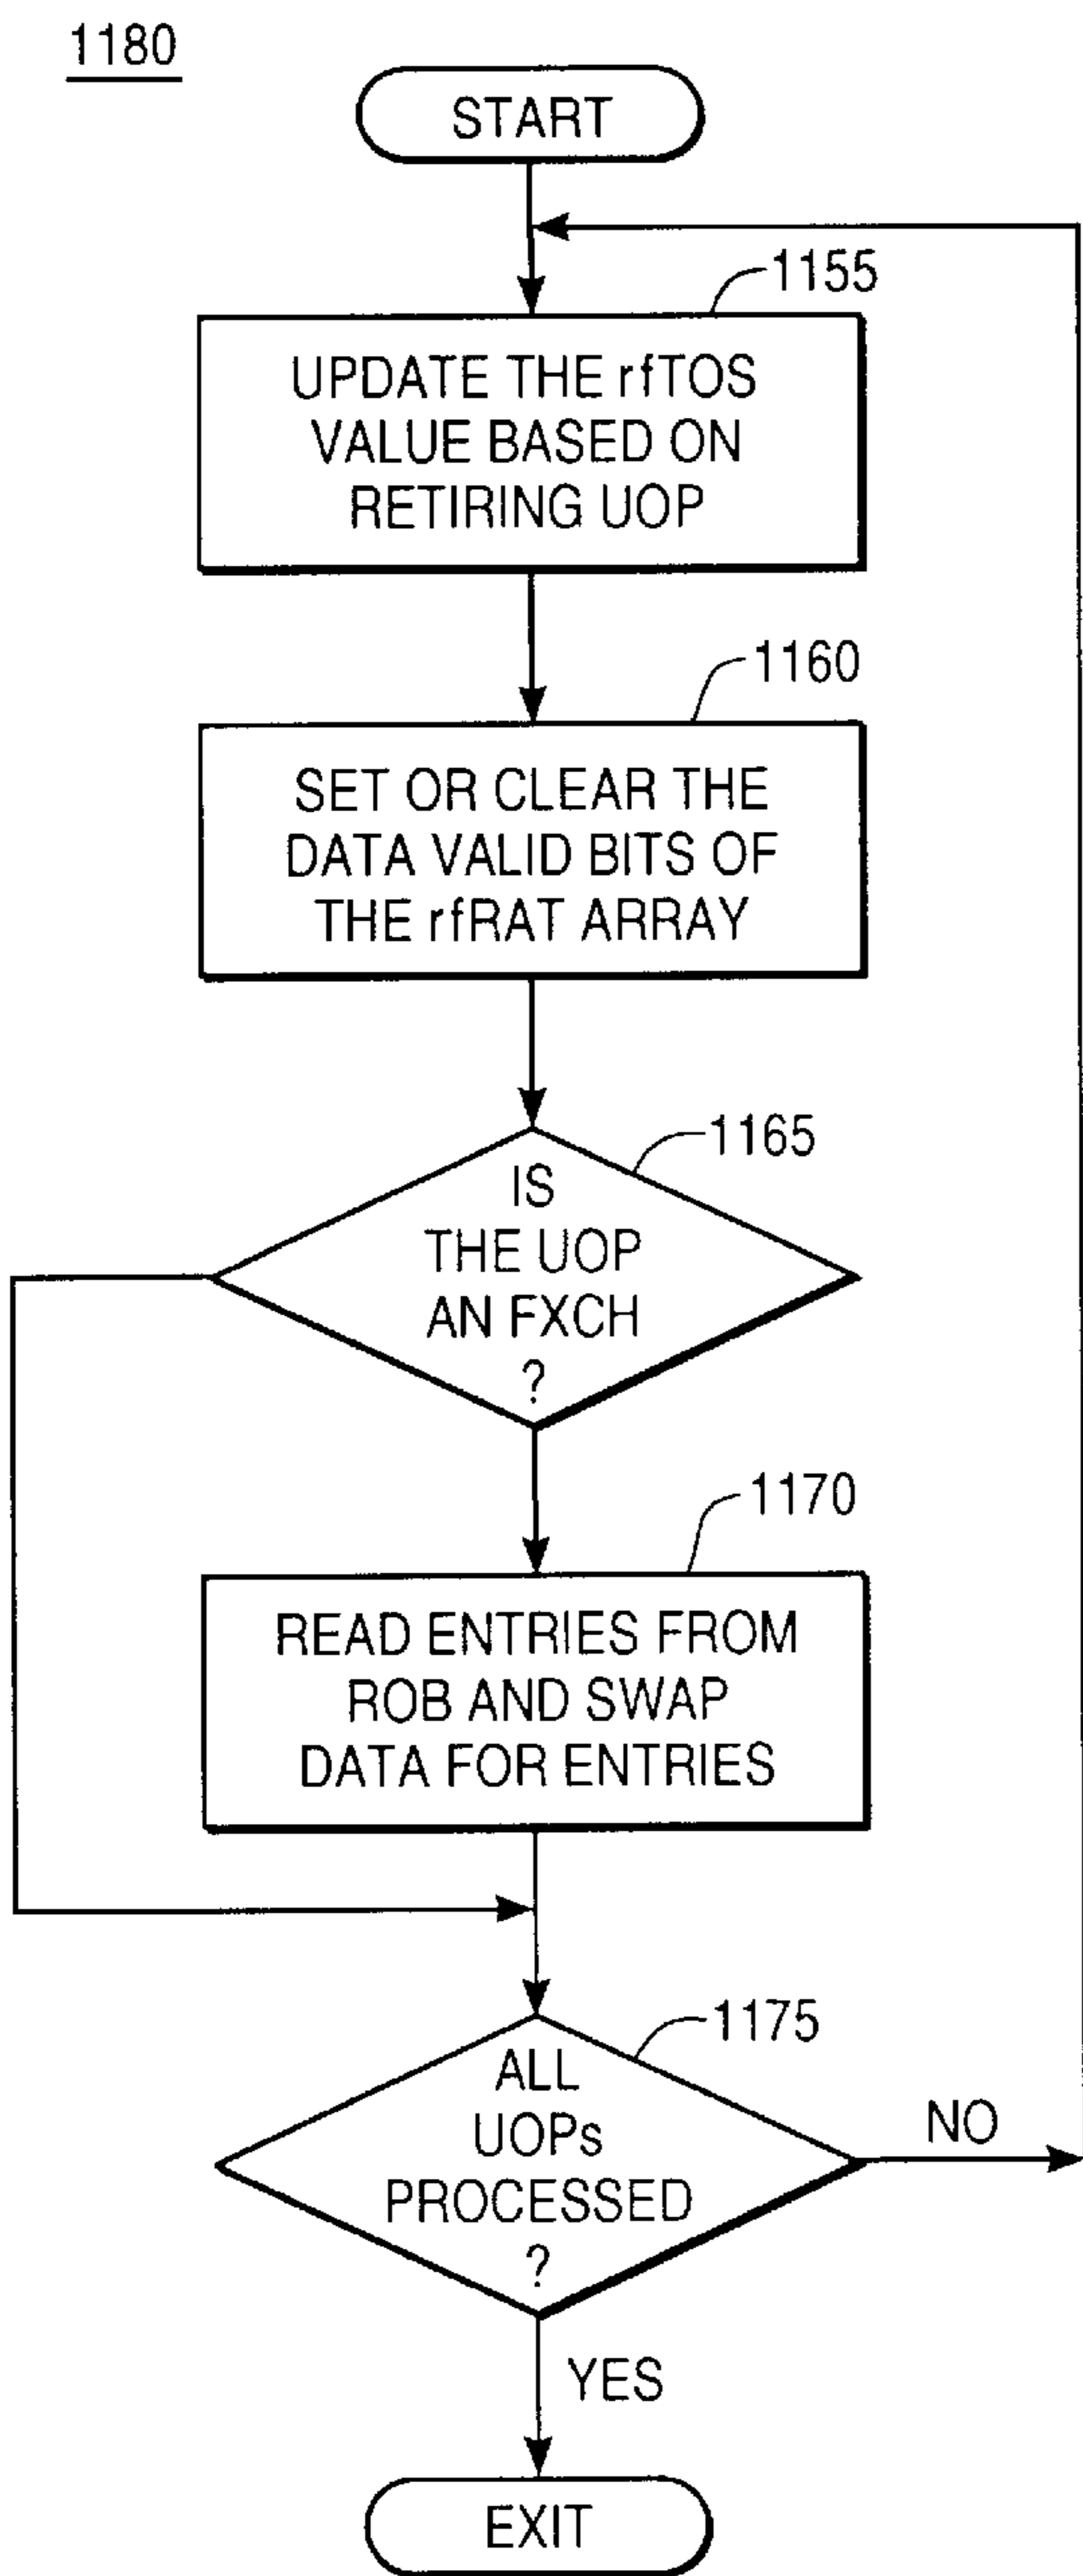 1180
START
1155
UPDATE THE rfTOS
VALUE BASED ON
RETIRING UOP
1160
SET OR CLEAR THE
DATA VALID BITS OF
THE rfRAT ARRAY
1165
IS
THE UOP
AN FXCH
?
1170
READ ENTRIES FROM
ROB AND SWAP
DATA FOR ENTRIES
1175
ALL
UOPs
PROCESSED
?
NO
YES
EXIT